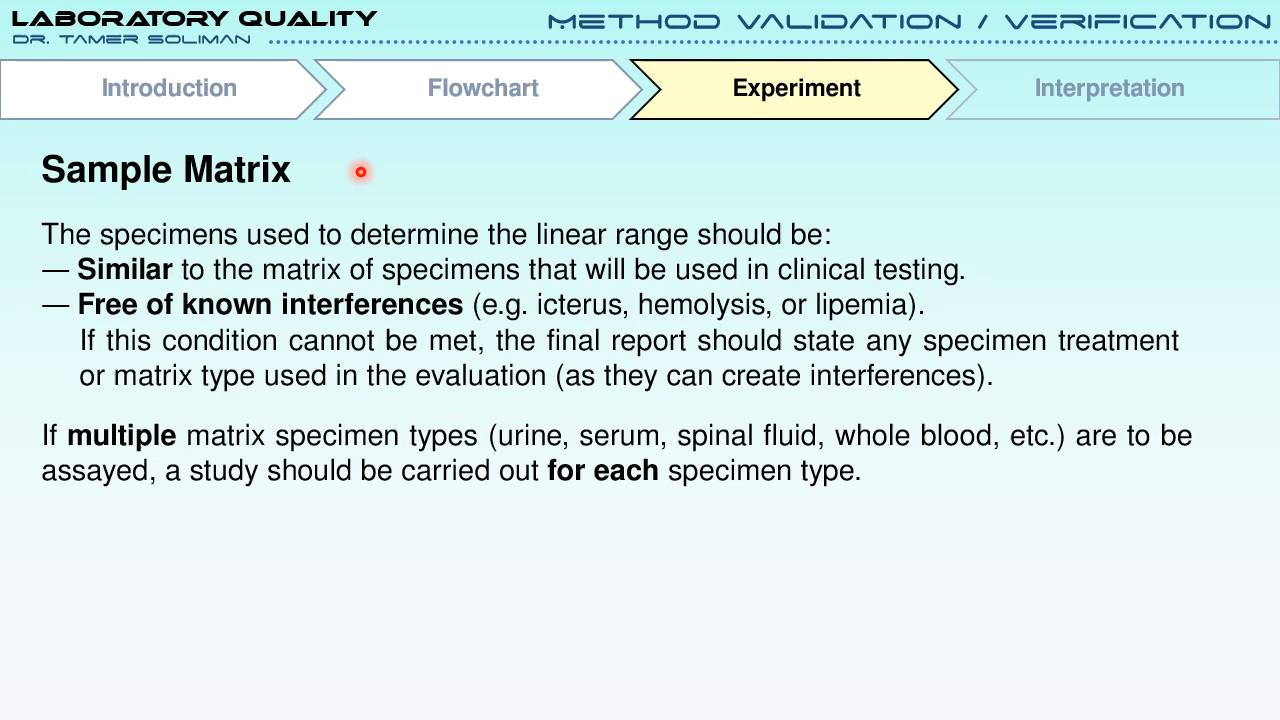 LABORATORY QUALITY
DR. TAMER SOLIMAN
METHOD VALIDATION / VERIFICATION
Introduction
Flowchart
Experiment
Interpretation
Sample Matrix
The specimens used to determine the linear range should be:
— Similar to the matrix of specimens that will be used in clinical testing.
— Free of known interferences (e.g. icterus, hemolysis, or lipemia).
If this condition cannot be met, the final report should state any specimen treatment
or matrix type used in the evaluation (as they can create interferences).
If multiple matrix specimen types (urine, serum, spinal fluid, whole blood, etc.) are to be
assayed, a study should be carried out for each specimen type.